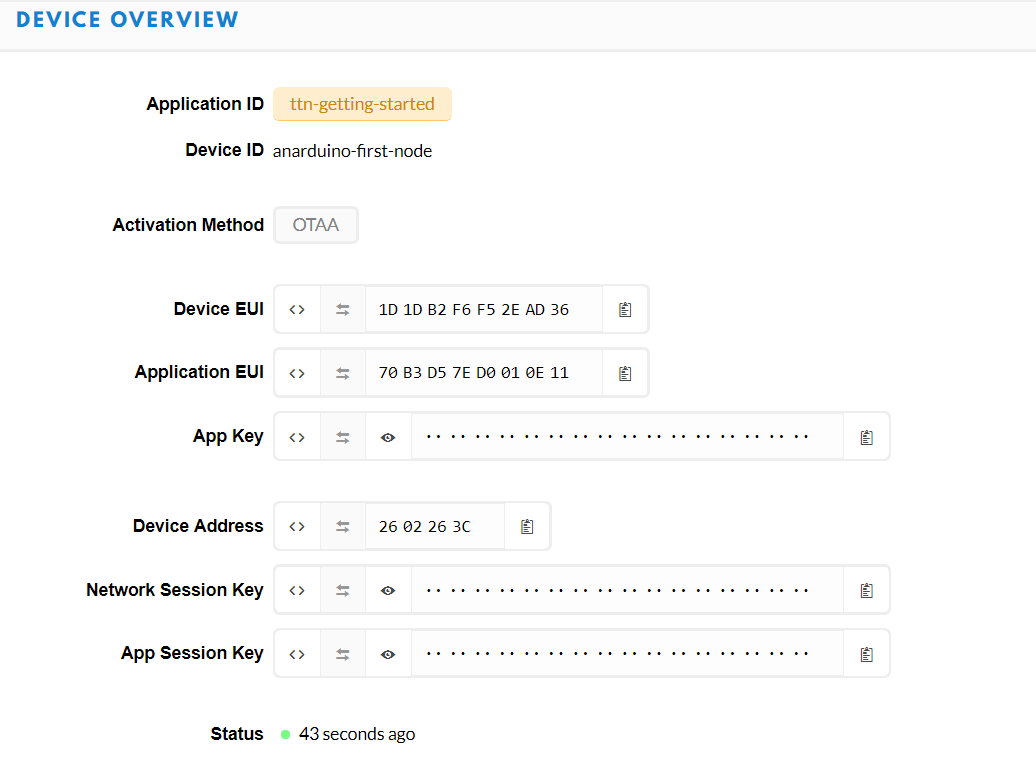 DEVICE OVERVIEW
Application ID ttn-getting-started
Device ID anarduino-first-node
Activation Method OTAA
Device EUI <> 1D 1D B2 F6 F5 2E AD 36
Application EUI <> 70 B3 D5 7E D0 01 0E 11
App Key <>
Device Address <> 26 02 26 3C
Network Session Key <>
App Session Key <>
Status 43 seconds ago